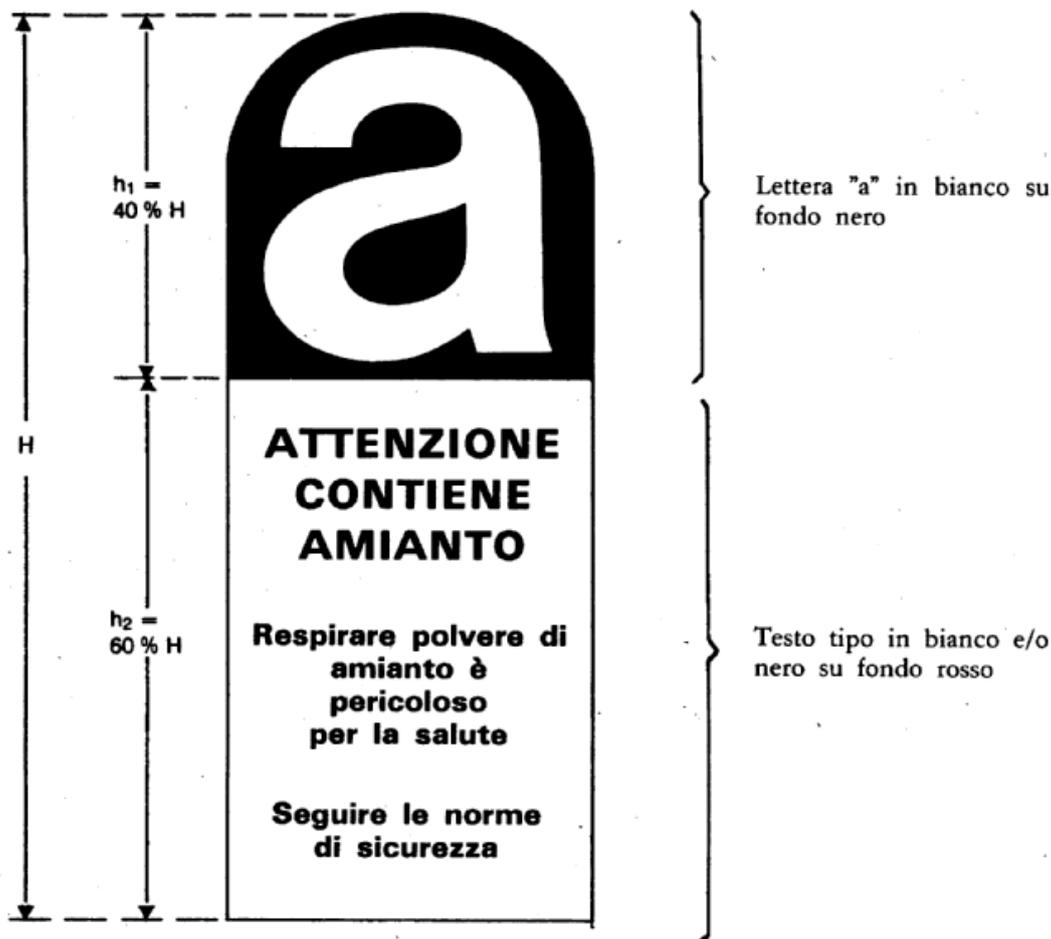 H
h₁ =
40 % H
h₂ =
60 % H
a
ATTENZIONE
CONTIENE
AMIANTO
Respirare polvere di
amianto è
pericoloso
per la salute
Seguire le norme
di sicurezza
Lettera "a" in bianco su
fondo nero
Testo tipo in bianco e/o
nero su fondo rosso